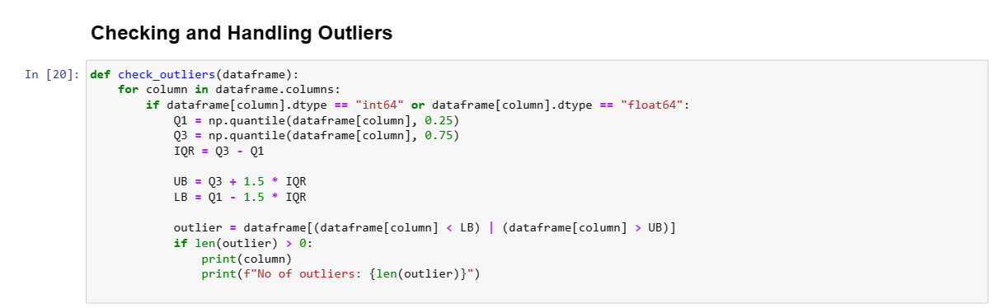 Checking and Handling Outliers
In [20]: def check_outliers(dataframe):
    for column in dataframe.columns:
        if dataframe[column].dtype == "int64" or dataframe[column].dtype == "float64":
            Q1 = np.quantile(dataframe[column], 0.25)
            Q3 = np.quantile(dataframe[column], 0.75)
            IQR = Q3 - Q1
            UB = Q3 + 1.5 * IQR
            LB = Q1 - 1.5 * IQR
            outlier = dataframe[(dataframe[column] < LB) | (dataframe[column] > UB)]
            if len(outlier) > 0:
                print(column)
                print(f"No of outliers: {len(outlier)}")